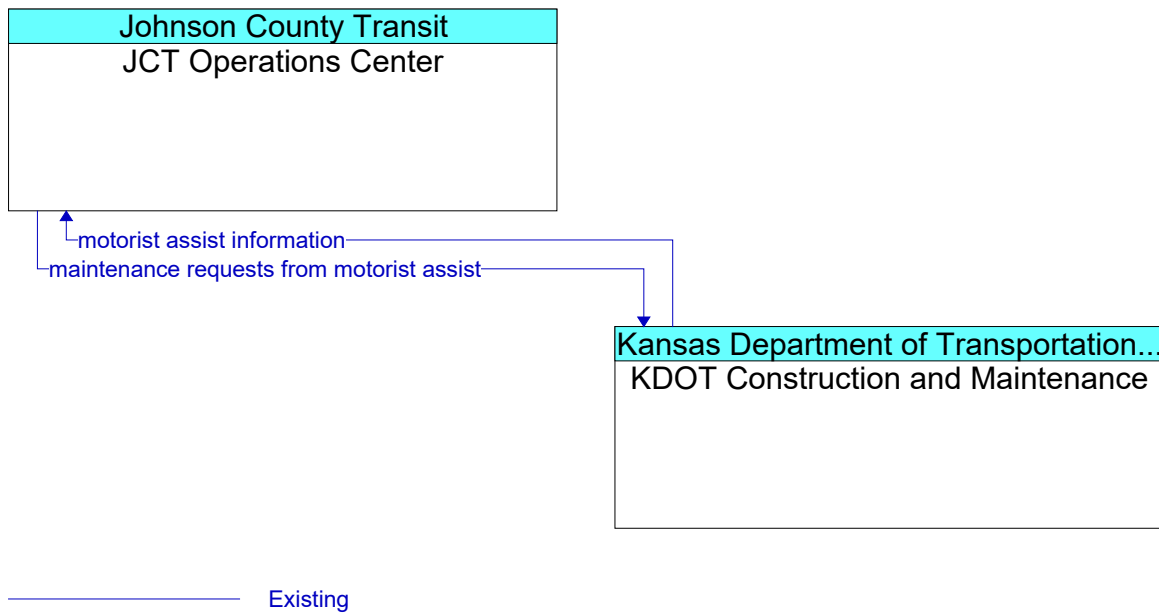 Johnson County Transit
JCT Operations Center
motorist assist information
maintenance requests from motorist assist
Kansas Department of Transportation...
KDOT Construction and Maintenance
Existing